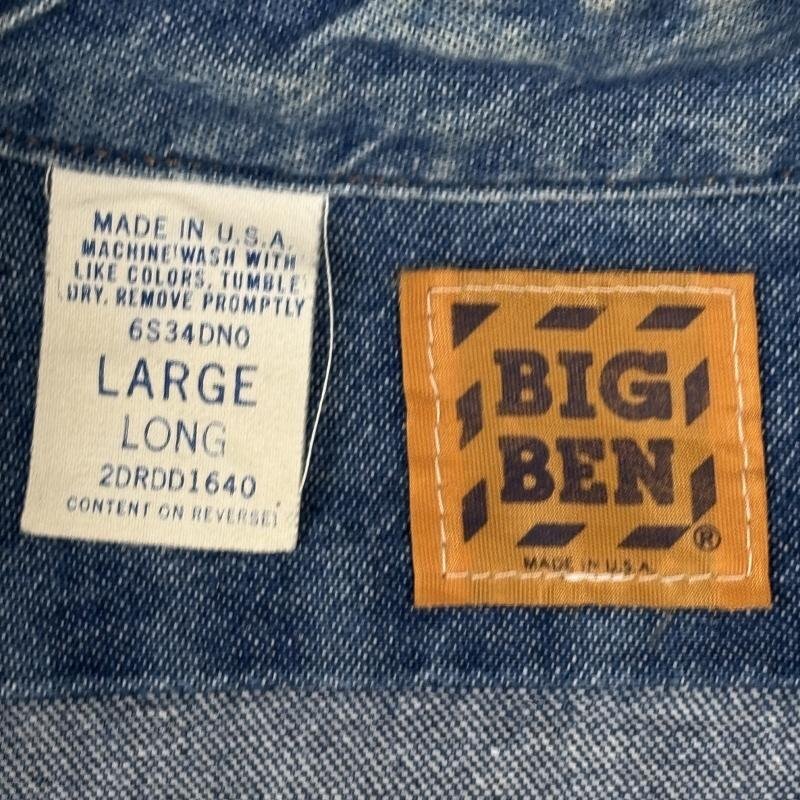 MADE IN U.S.A.
MACHINE WASH WITH
LIKE COLORS, TUMBLE
DRY. REMOVE PROMPTLY
6S34DNO
LARGE
LONG
2DRDD1640
CONTENT ON REVERSE
BIG
BEN
®
MADE IN U.S.A.